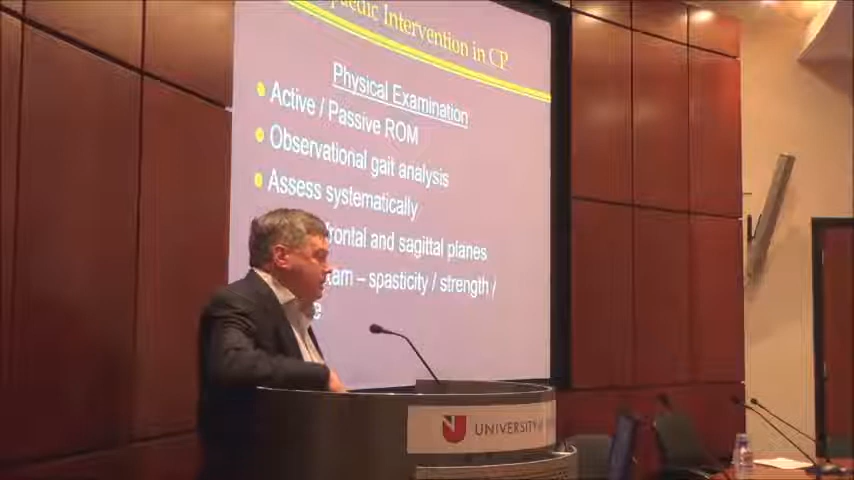 Intervention in CP
Physical Examination
Active / Passive ROM
Observational gait analysis
Assess systematically
frontal and sagittal planes
– spasticity / strength /
UNIVERSITY